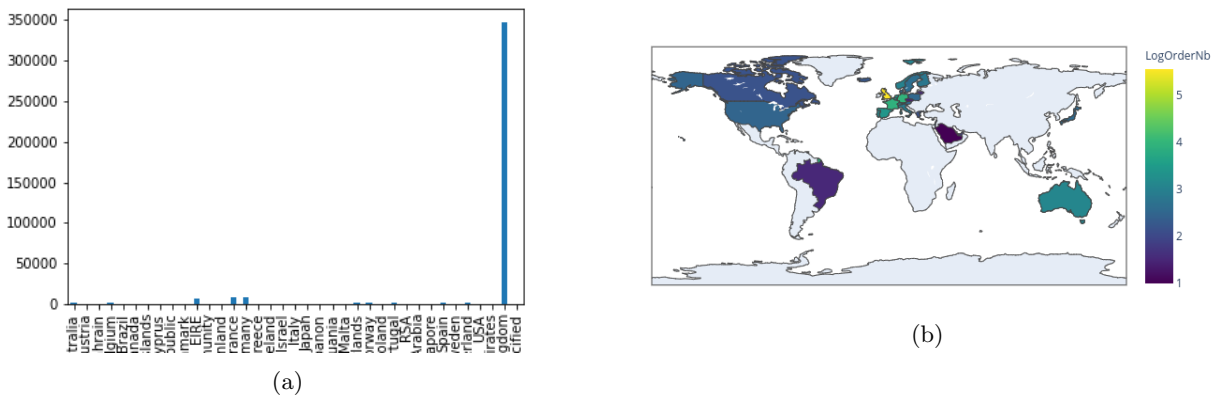 350000
300000
250000
200000
150000
100000
50000
0
tralia
ustria
hrain
lgium
Brazil
anada
slands
yprus
public
nmark
EIRE
munity
inland
rance
many
reece
eland
Israel
Italy
Japan
banon
uania
Malta
lands
orway
oland
tugal
RSA
Arabia
apore
Spain
weden
erland
USA
irates
gdom
cified
(a)
LogOrderNb
5
4
3
2
1
(b)